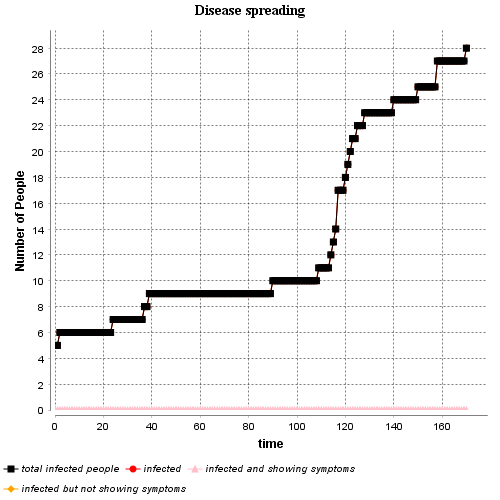 Disease spreading
Number of People
28
26
24
22
20
18
16
14
12
10
8
6
4
2
0
0 20 40 60 80 100 120 140 160
time
total infected people infected infected and showing symptoms
infected but not showing symptoms